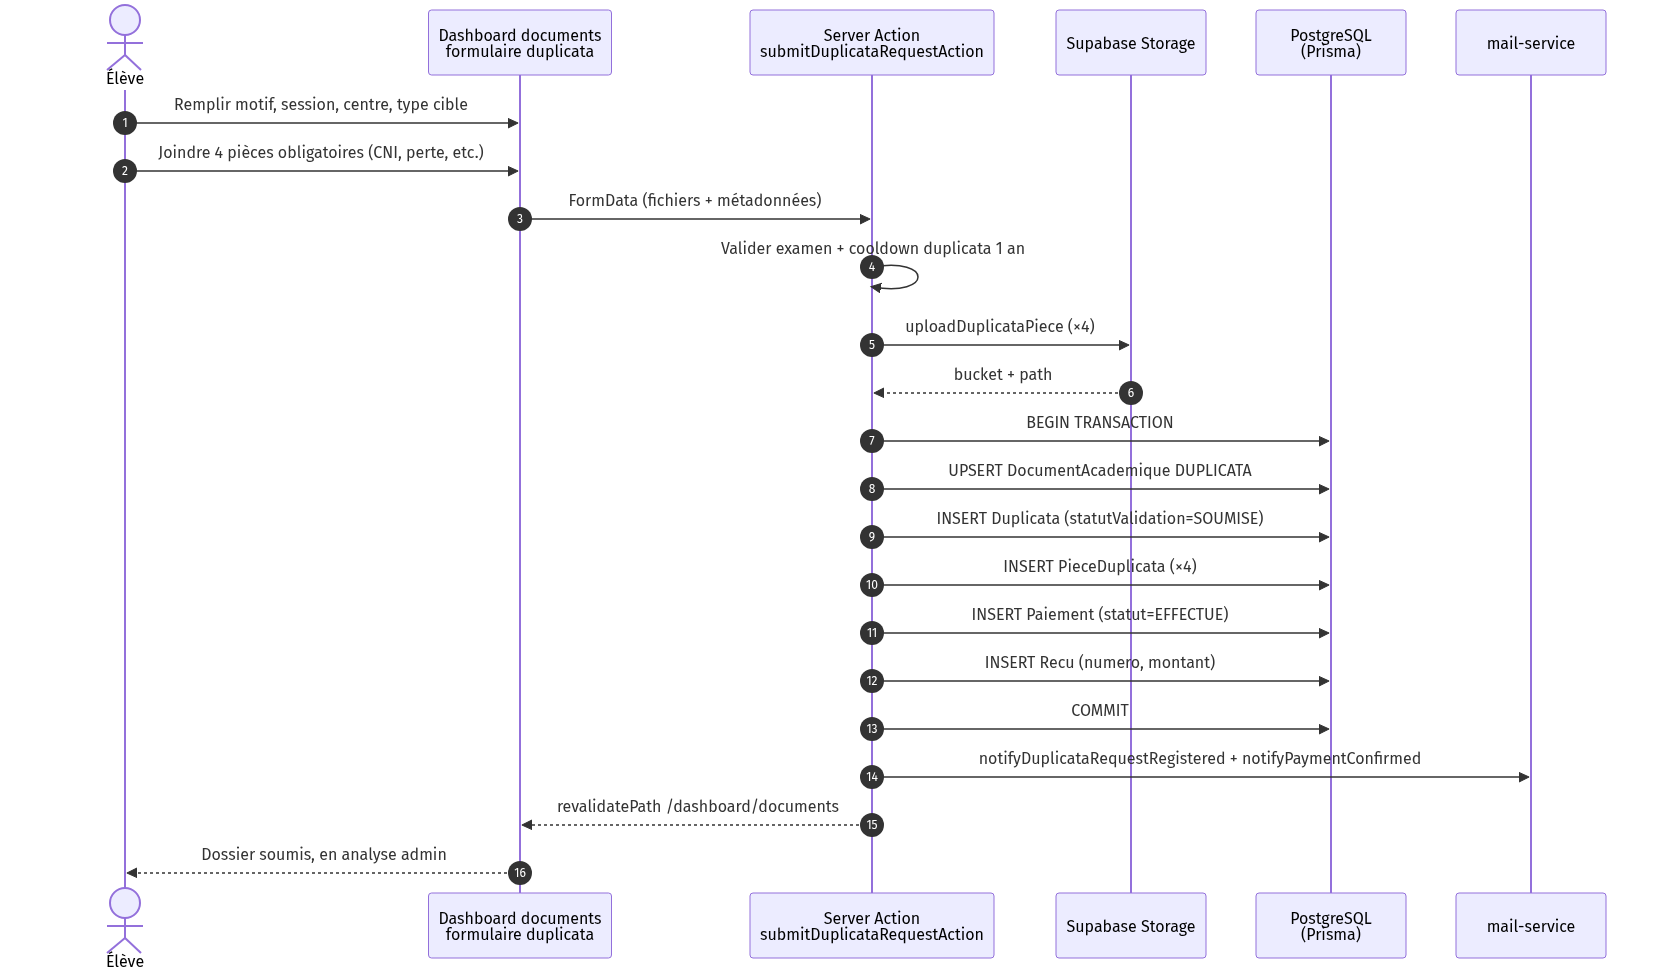 Élève
Dashboard documents
formulaire duplicata
Server Action
submitDuplicataRequestAction
Supabase Storage
PostgreSQL
(Prisma)
mail-service
Remplir motif, session, centre, type cible
1
Joindre 4 pièces obligatoires (CNI, perte, etc.)
2
FormData (fichiers + métadonnées)
3
Valider examen + cooldown duplicata 1 an
4
uploadDuplicataPiece (×4)
5
bucket + path
6
BEGIN TRANSACTION
7
UPSERT DocumentAcademique DUPLICATA
8
INSERT Duplicata (statutValidation=SOUMISE)
9
INSERT PieceDuplicata (×4)
10
INSERT Paiement (statut=EFFECTUE)
11
INSERT Recu (numero, montant)
12
COMMIT
13
notifyDuplicataRequestRegistered + notifyPaymentConfirmed
14
revalidatePath /dashboard/documents
15
Dossier soumis, en analyse admin
16
Élève
Dashboard documents
formulaire duplicata
Server Action
submitDuplicataRequestAction
Supabase Storage
PostgreSQL
(Prisma)
mail-service